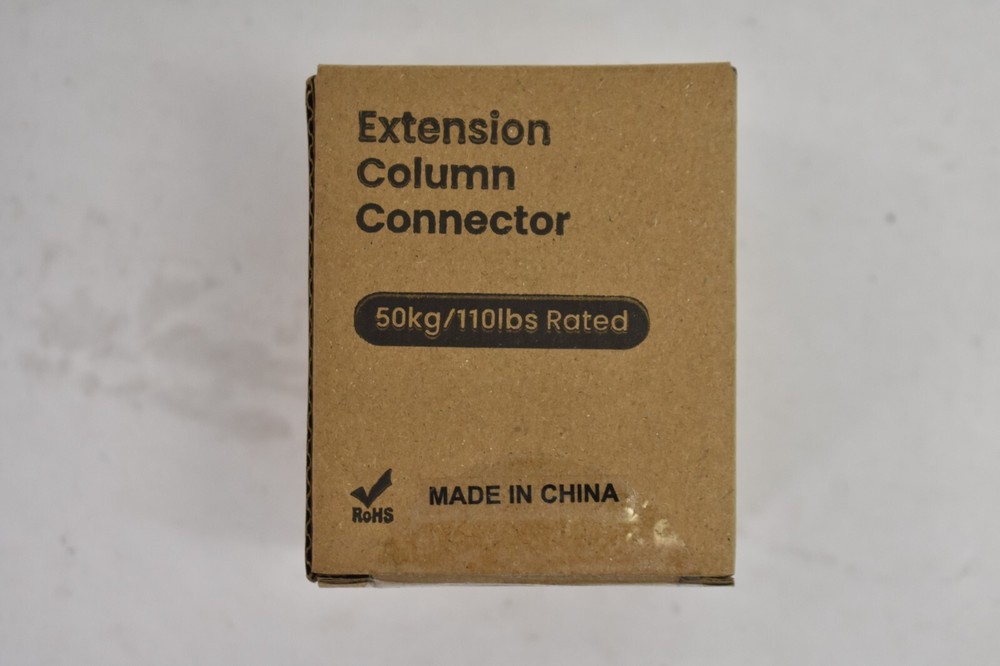 Extension
Column
Connector
50kg/110lbs Rated
RoHS
MADE IN CHINA